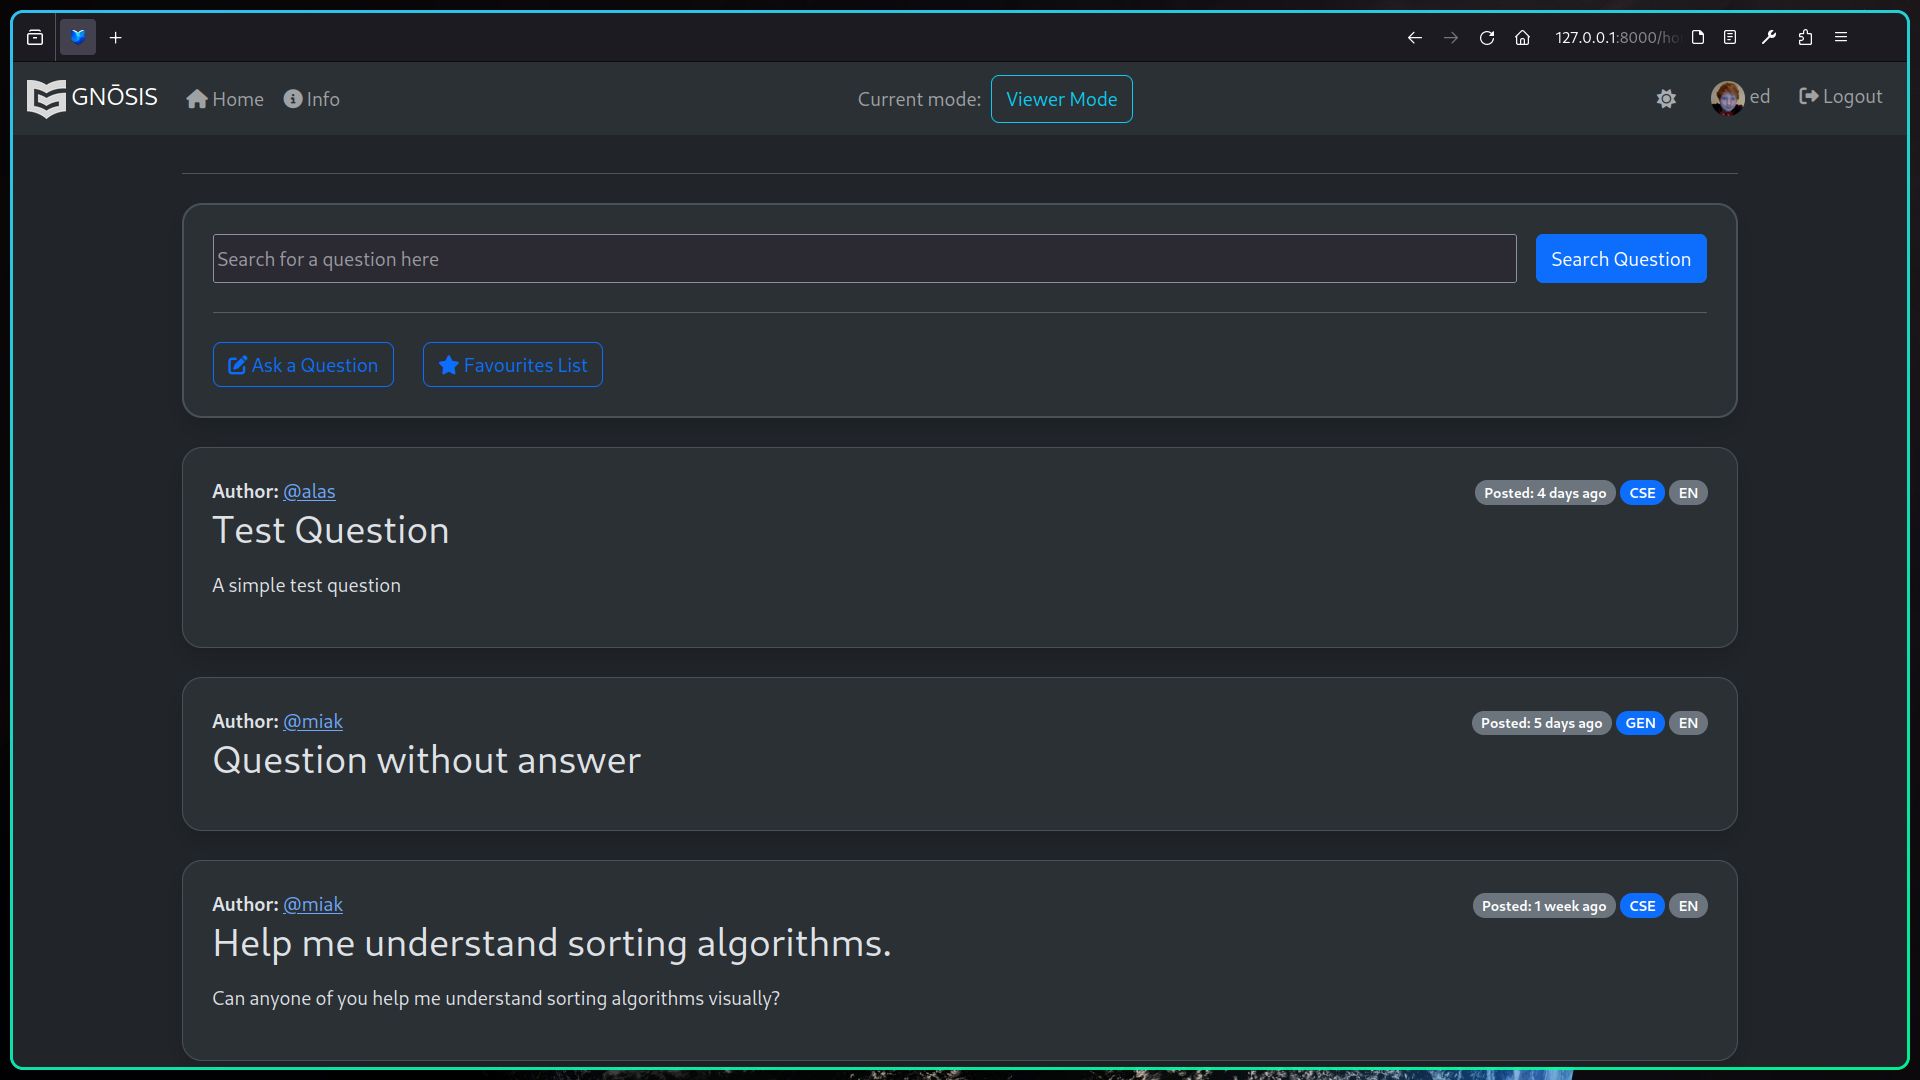 127.0.0.1:8000/ho
GNŌSIS
Home
Info
Current mode:
Viewer Mode
ed
Logout
Search for a question here
Search Question
Ask a Question
Favourites List
Author: @alas
Posted: 4 days ago
CSE
EN
Test Question
A simple test question
Author: @miak
Posted: 5 days ago
GEN
EN
Question without answer
Author: @miak
Posted: 1 week ago
CSE
EN
Help me understand sorting algorithms.
Can anyone of you help me understand sorting algorithms visually?